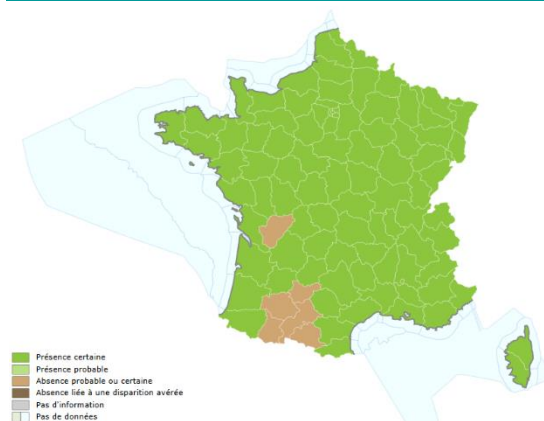 Présence certaine
Présence probable
Absence probable ou certaine
Absence liée à une disparition avérée
Pas d'information
Pas de données